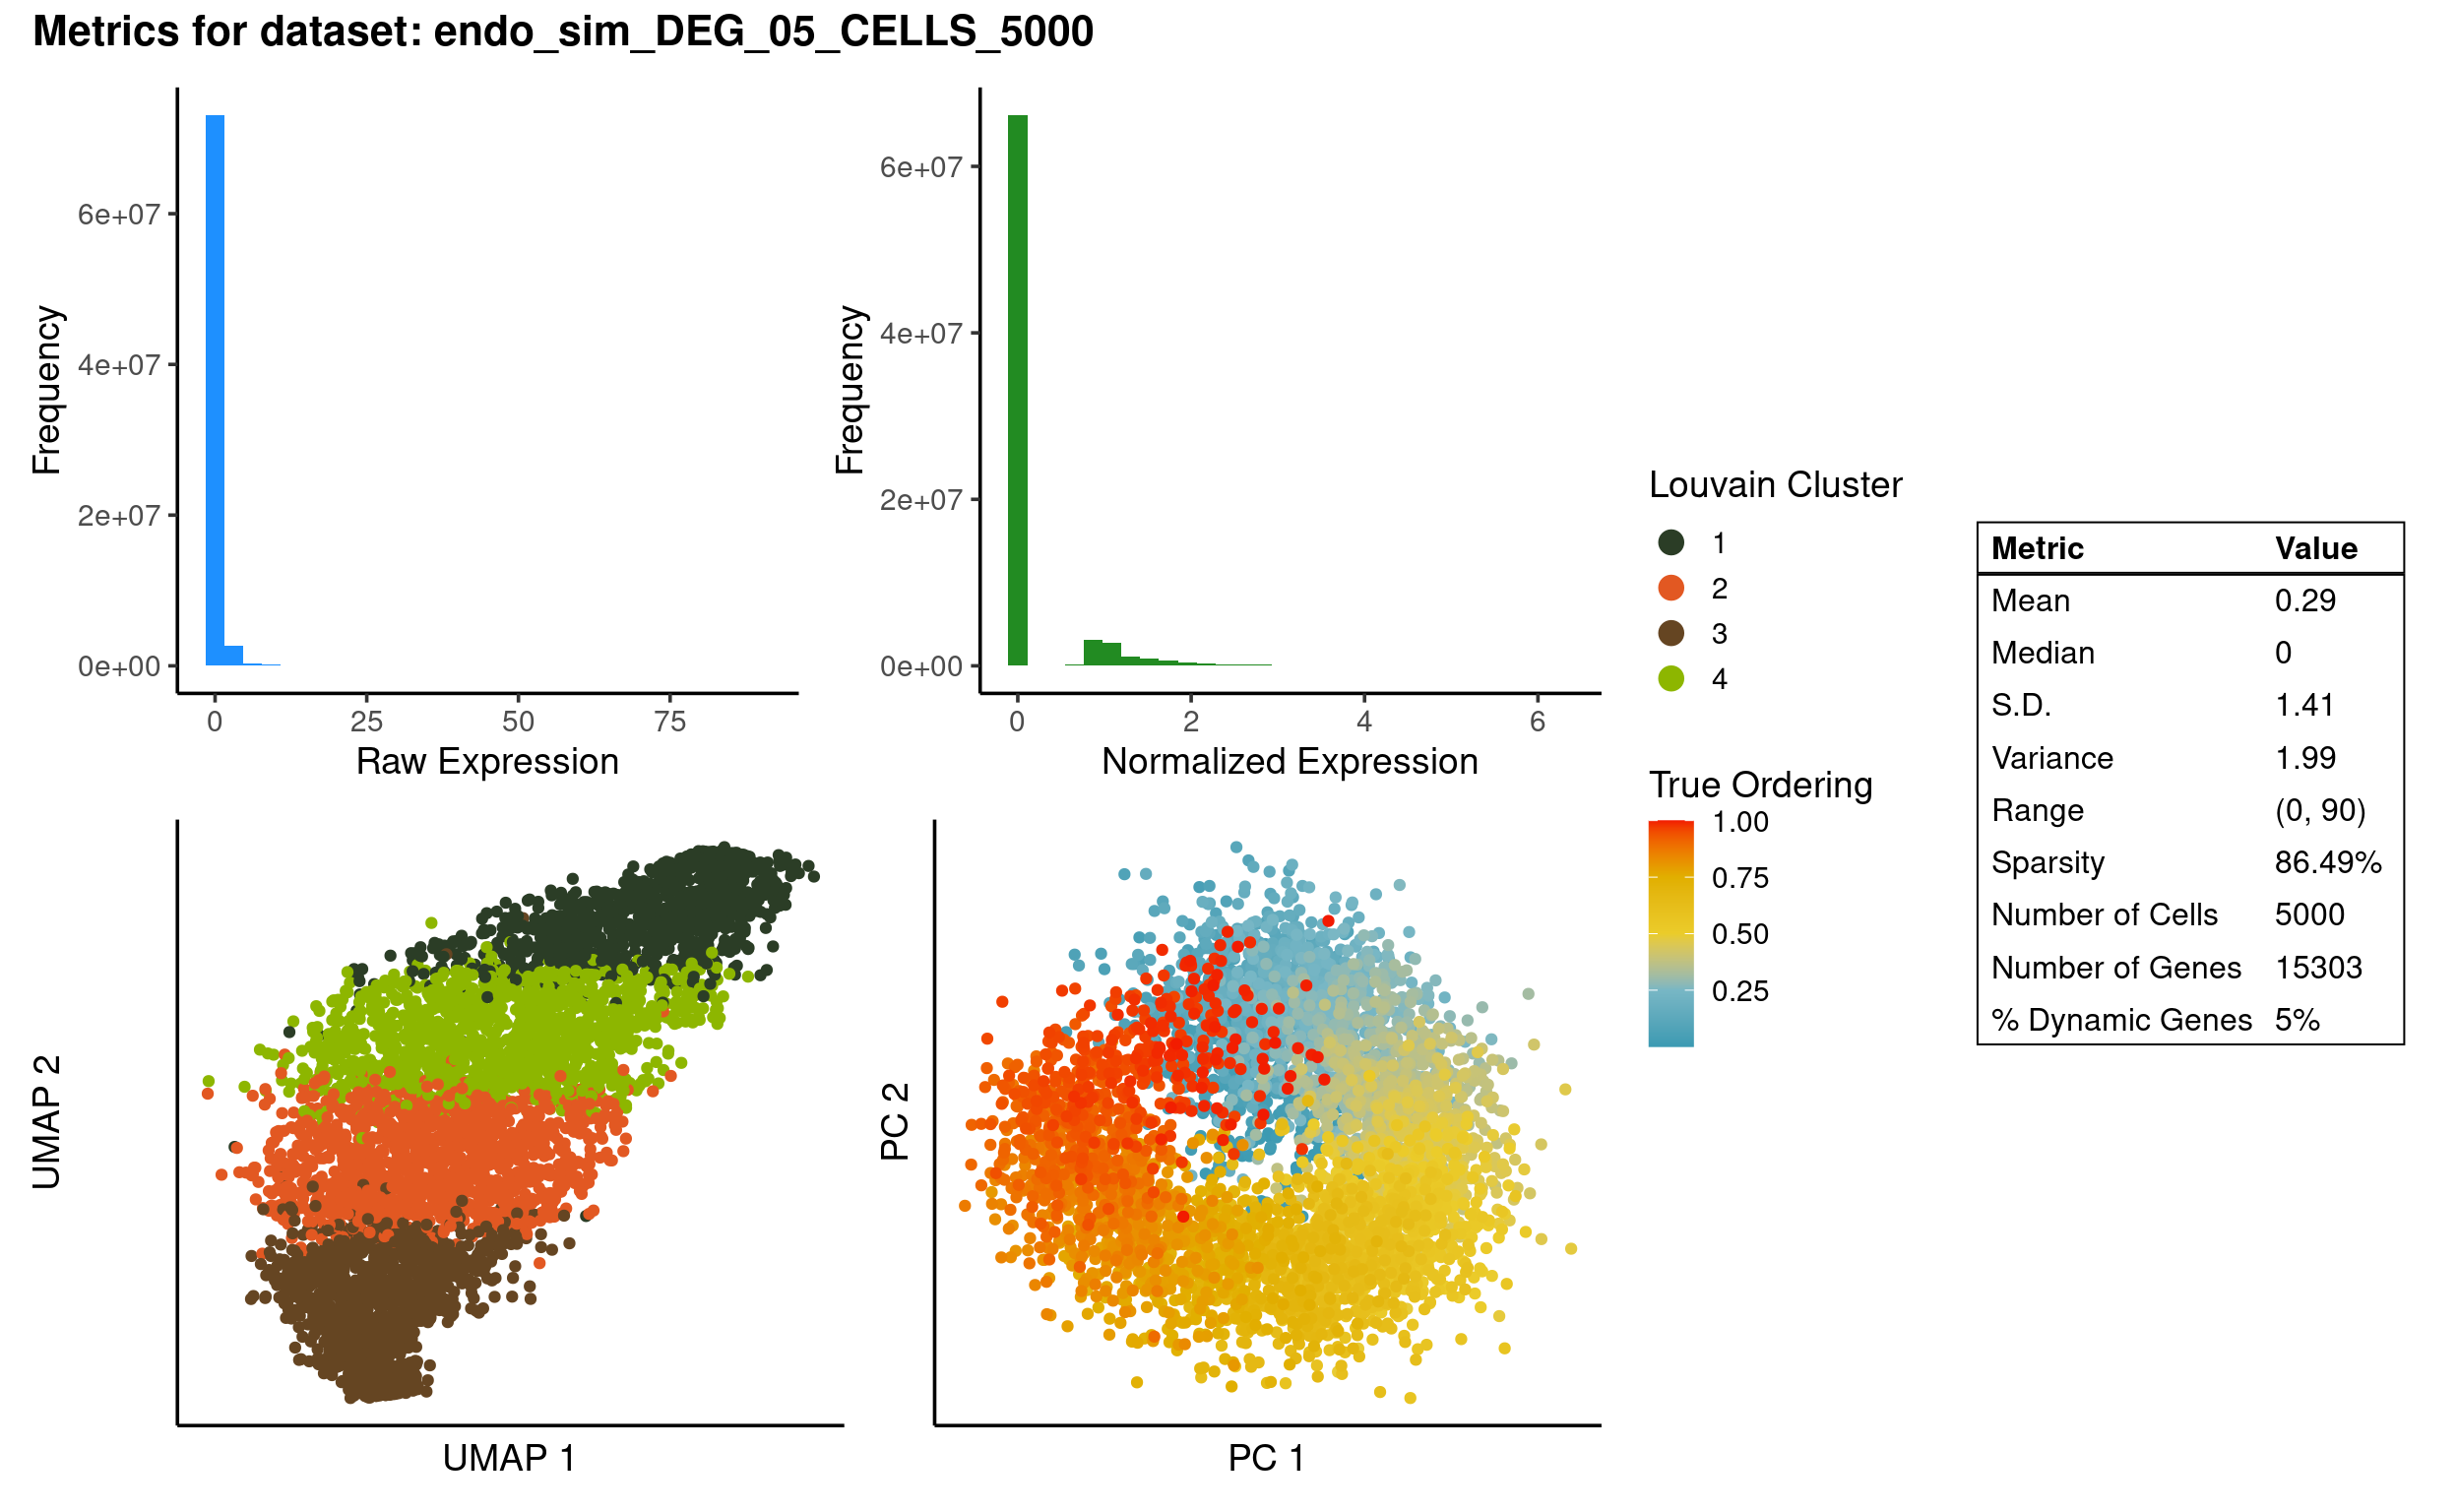 Metrics for dataset: endo_sim_DEG_05_CELLS_5000
Frequency
6e+07
4e+07
2e+07
0e+00
0 25 50 75
Raw Expression
Frequency
6e+07
4e+07
2e+07
0e+00
0 2 4 6
Normalized Expression
UMAP 2
UMAP 1
PC 2
PC 1
Louvain Cluster
1
2
3
4
True Ordering
1.00
0.75
0.50
0.25
Metric Value
Mean 0.29
Median 0
S.D. 1.41
Variance 1.99
Range (0, 90)
Sparsity 86.49%
Number of Cells 5000
Number of Genes 15303
% Dynamic Genes 5%